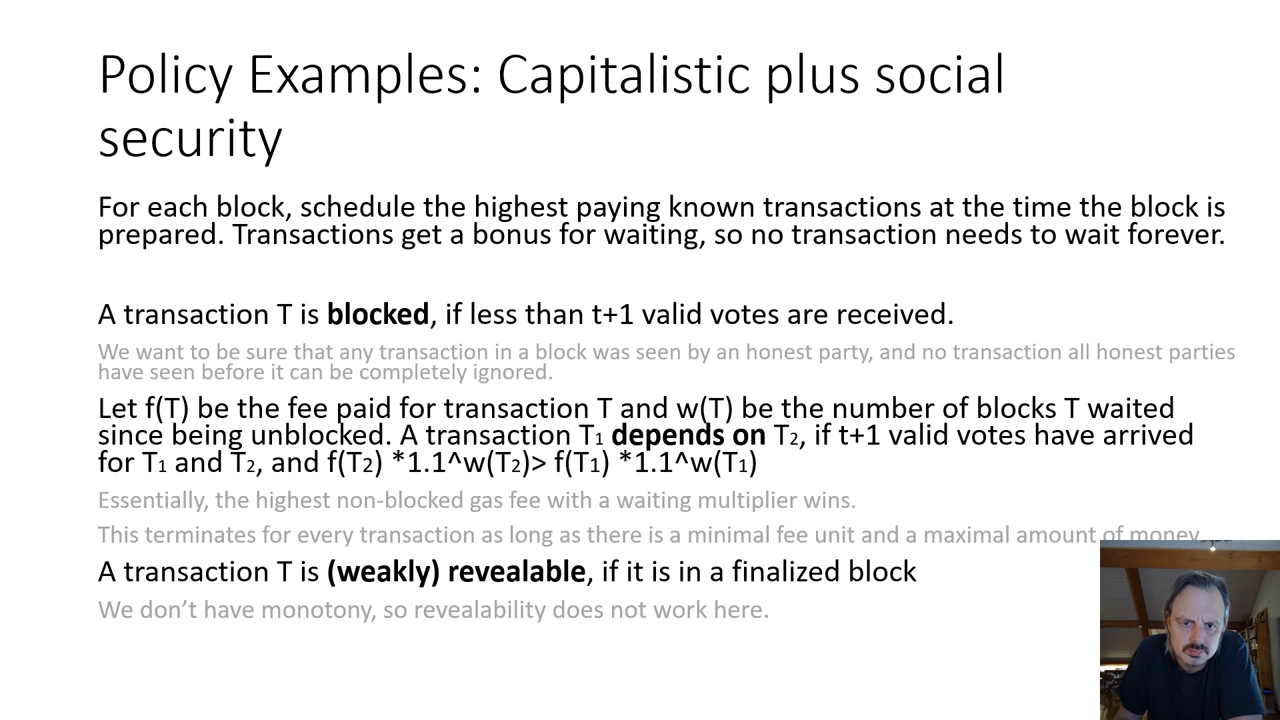 Policy Examples: Capitalistic plus social
security
For each block, schedule the highest paying known transactions at the time the block is
prepared. Transactions get a bonus for waiting, so no transaction needs to wait forever.
A transaction T is blocked, if less than t+1 valid votes are received.
We want to be sure that any transaction in a block was seen by an honest party, and no transaction all honest parties
have seen before it can be completely ignored.
Let f(T) be the fee paid for transaction T and w(T) be the number of blocks T waited
since being unblocked. A transaction T1 depends on T2, if t+1 valid votes have arrived
for T1 and T2, and f(T2) *1.1^w(T2)> f(T1) *1.1^w(T1)
Essentially, the highest non-blocked gas fee with a waiting multiplier wins.
This terminates for every transaction as long as there is a minimal fee unit and a maximal amount of money
A transaction T is (weakly) revealable, if it is in a finalized block
We don’t have monotony, so revealability does not work here.